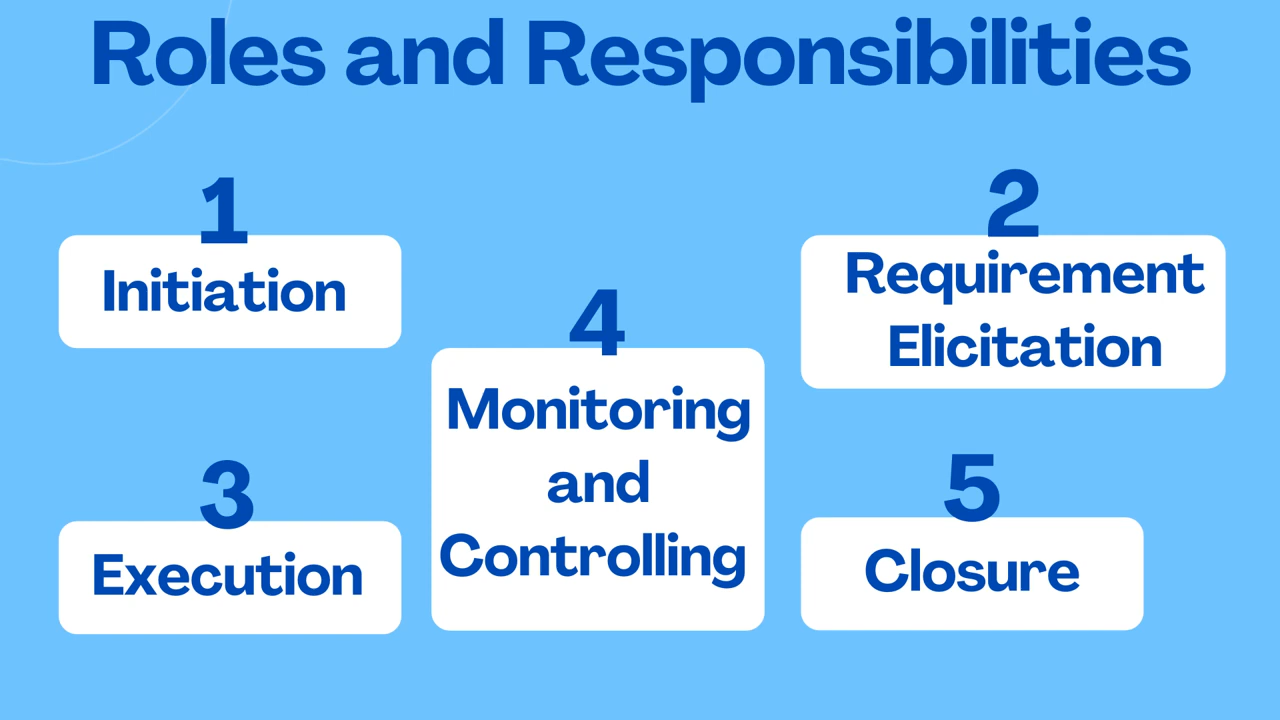 Roles and Responsibilities
1
Initiation
2
Requirement
Elicitation
3
Execution
4
Monitoring
and
Controlling
5
Closure